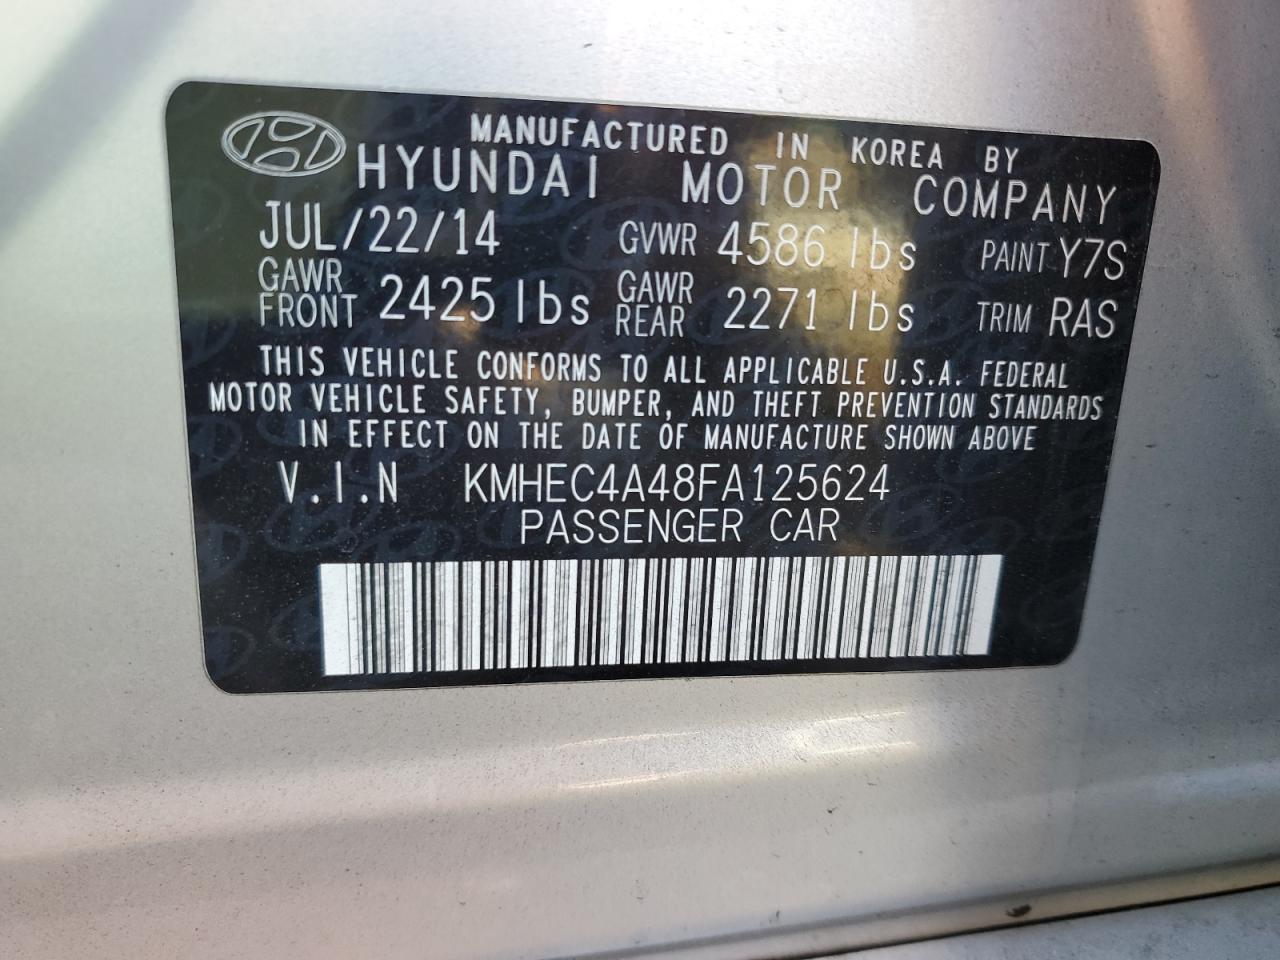 MANUFACTURED IN KOREA BY
HYUNDAI MOTOR COMPANY
JUL/22/14 GVWR 4586 lbs PAINT Y7S
GAWR FRONT 2425 lbs GAWR REAR 2271 lbs TRIM RAS
THIS VEHICLE CONFORMS TO ALL APPLICABLE U.S.A. FEDERAL
MOTOR VEHICLE SAFETY, BUMPER, AND THEFT PREVENTION STANDARDS
IN EFFECT ON THE DATE OF MANUFACTURE SHOWN ABOVE
V.I.N KMHEC4A48FA125624
PASSENGER CAR